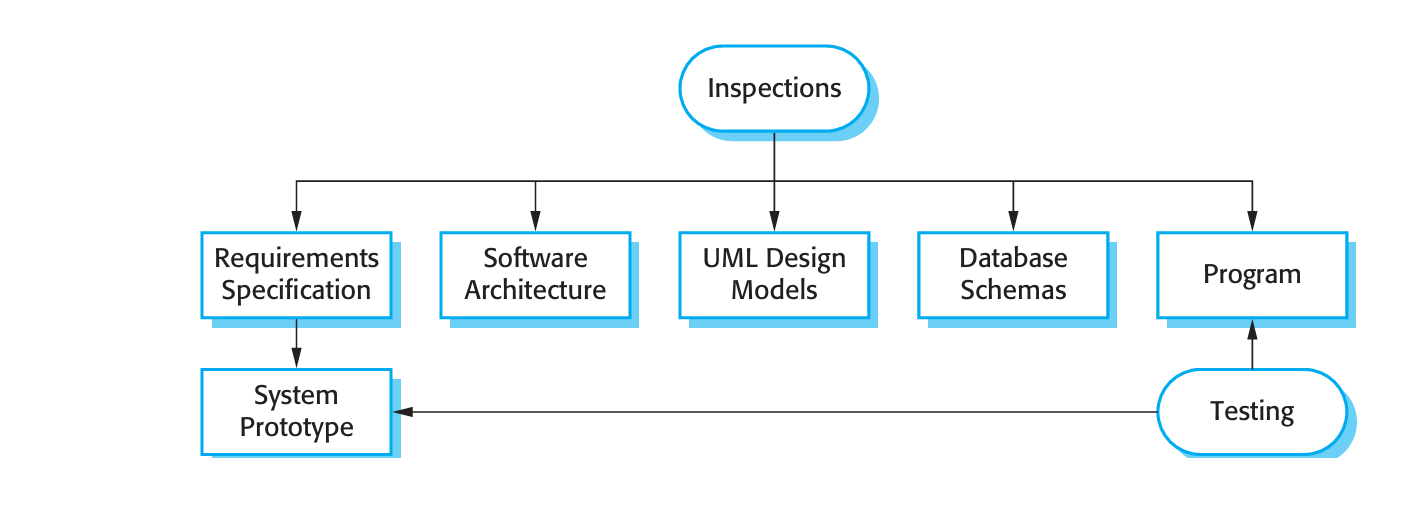 Inspections
Requirements
Specification
Software
Architecture
UML Design
Models
Database
Schemas
Program
System
Prototype
Testing